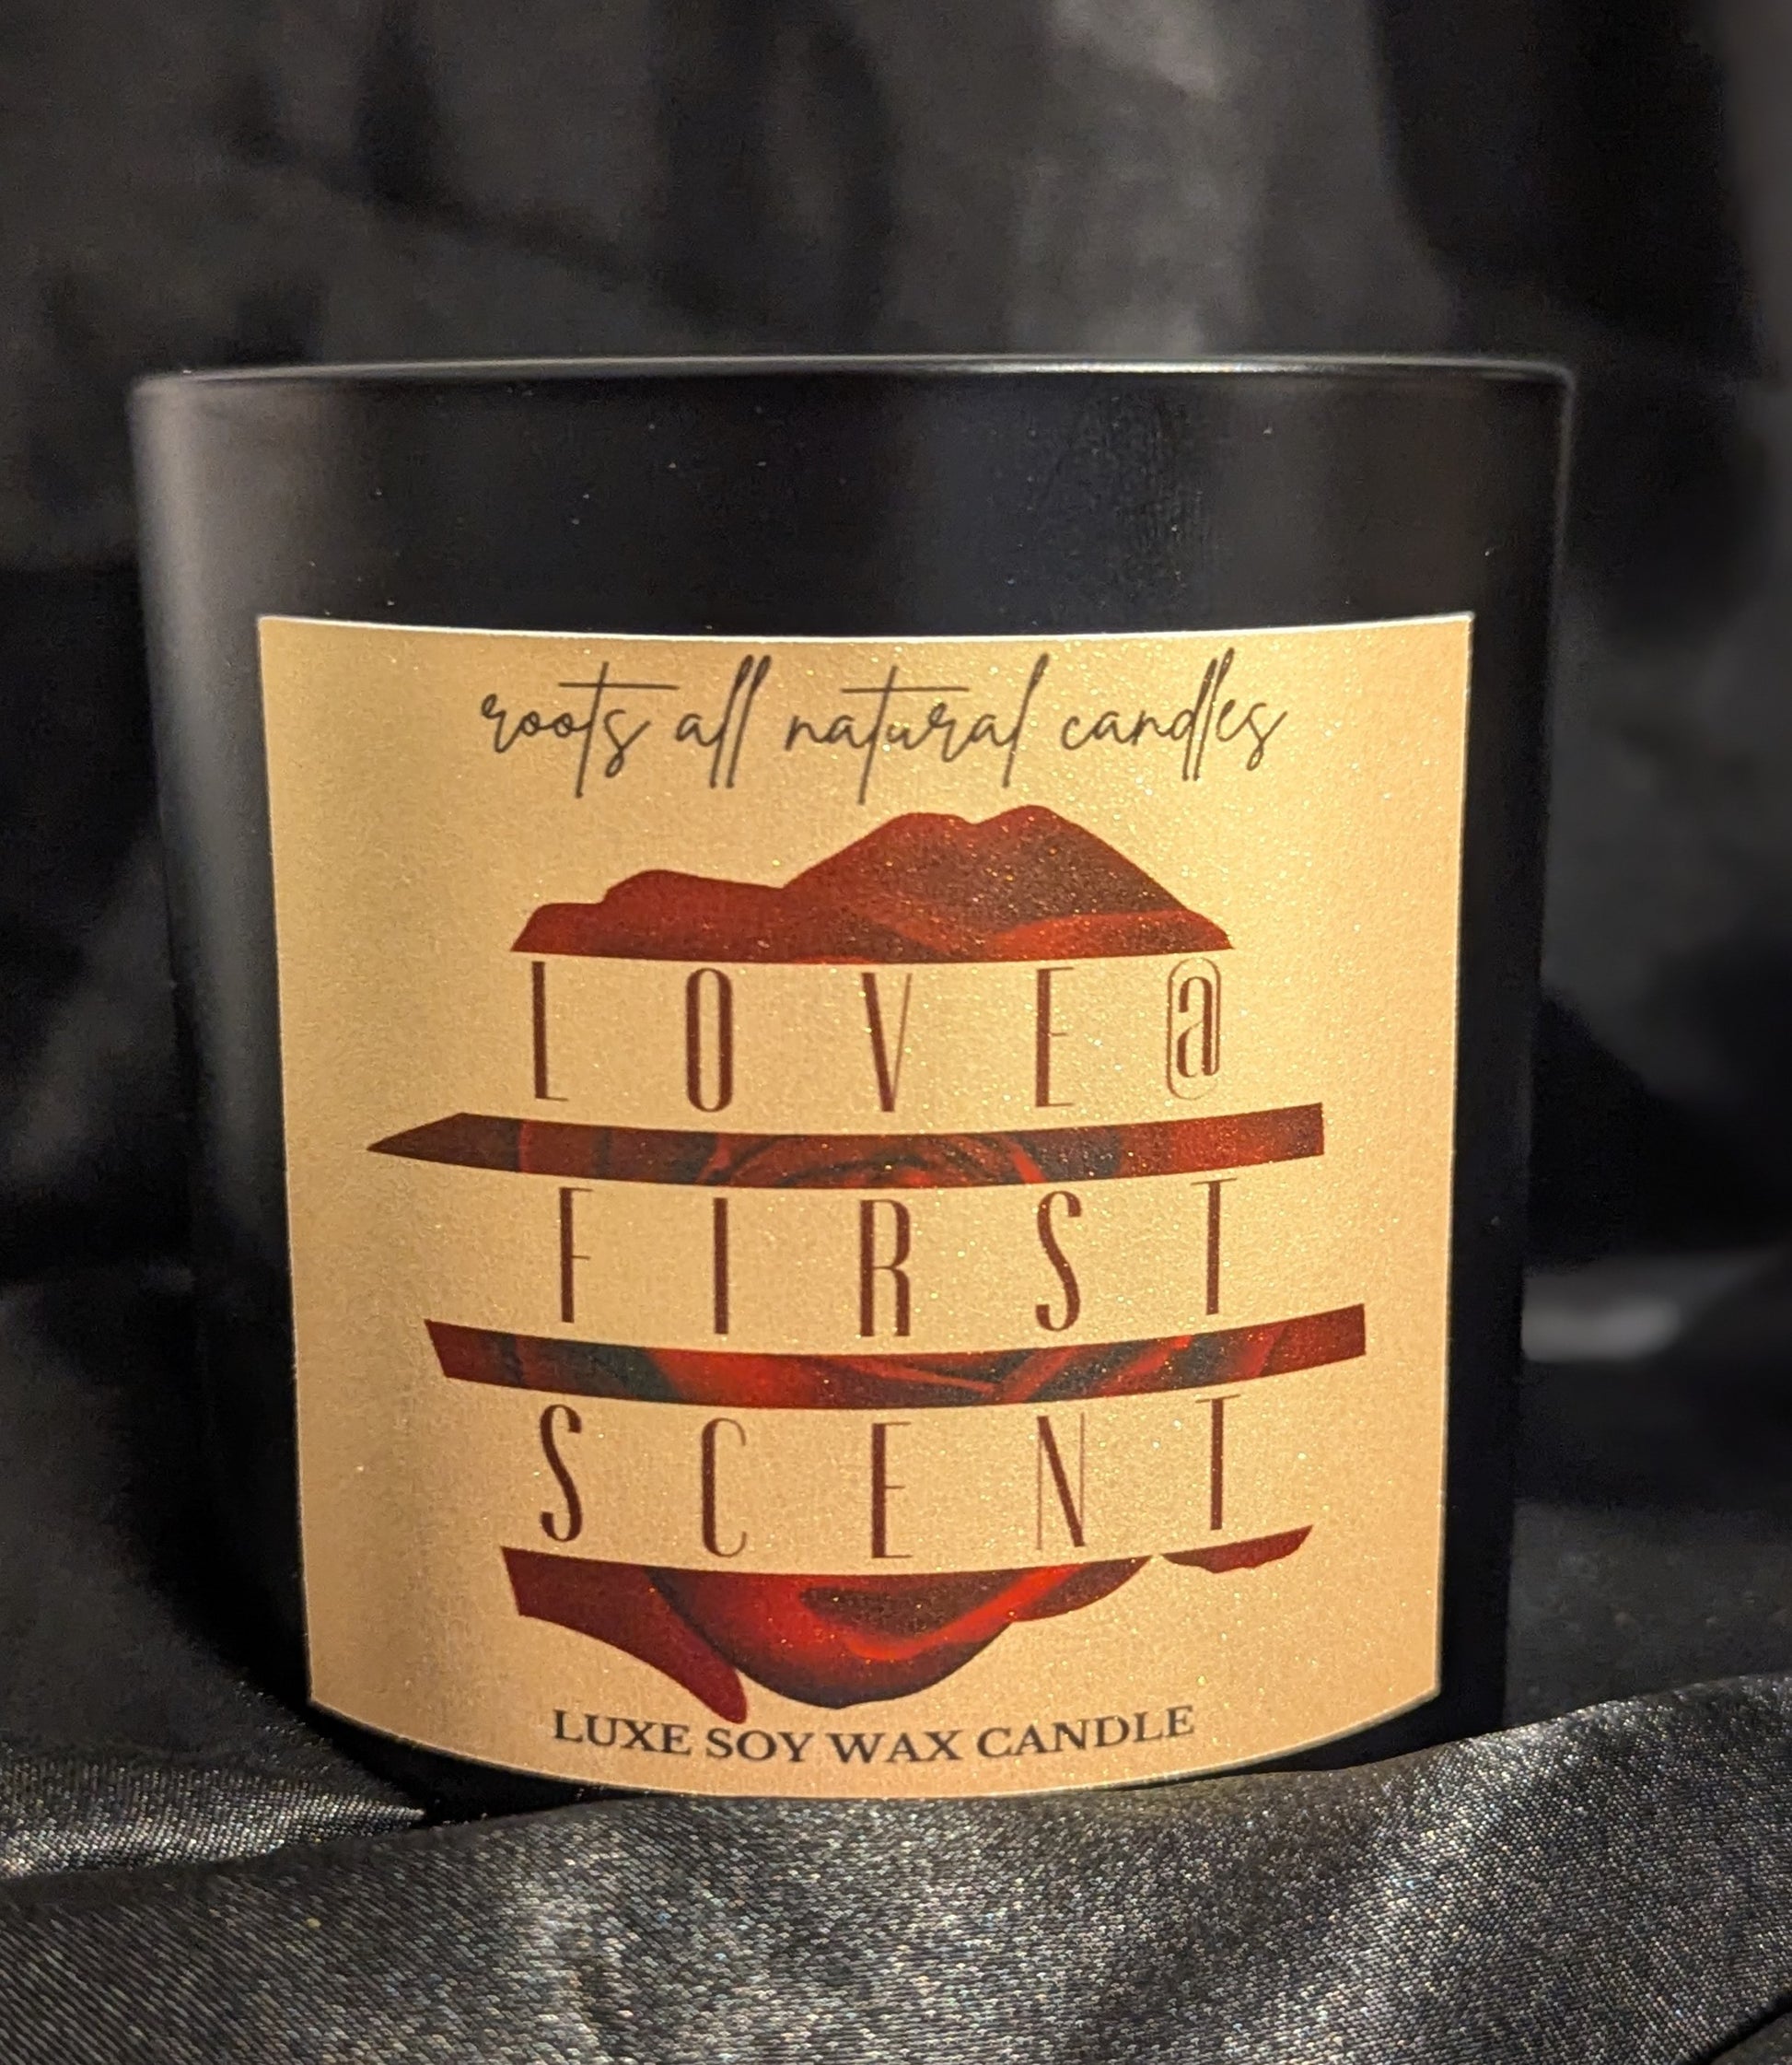 roots all natural candles
LOVE@
FIRST
SCENT
LUXE SOY WAX CANDLE